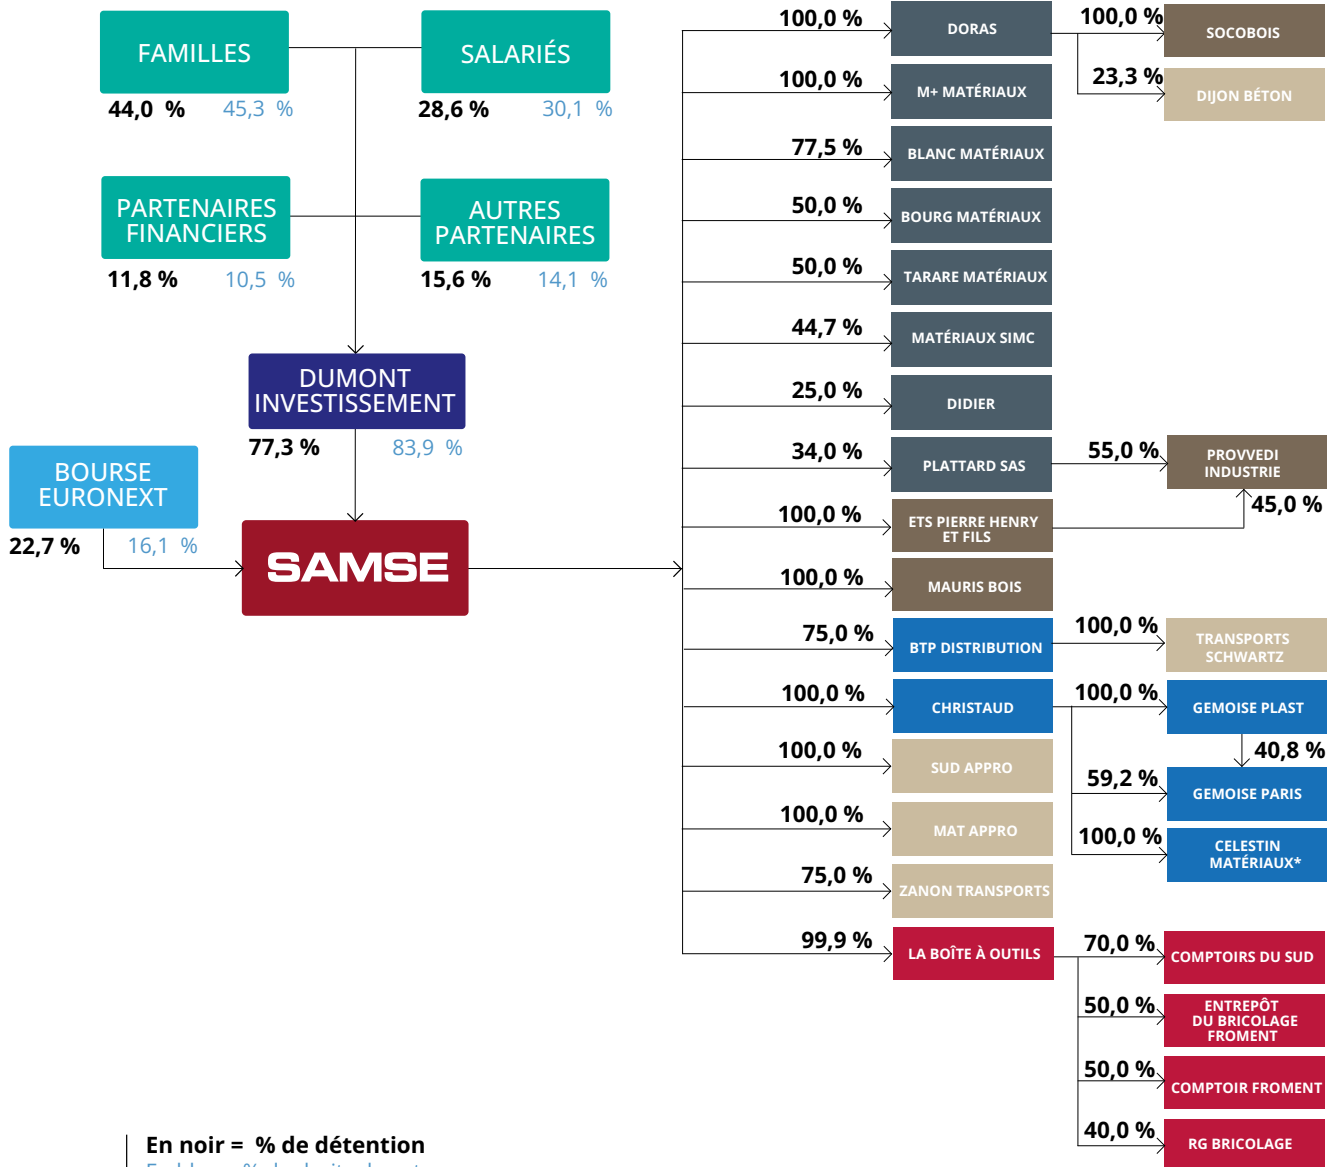 FAMILLES
44,0 % 45,3 %
SALARIÉS
28,6 % 30,1 %
PARTENAIRES
FINANCIERS
11,8 % 10,5 %
AUTRES
PARTENAIRES
15,6 % 14,1 %
DUMONT
INVESTISSEMENT
77,3 % 83,9 %
BOURSE
EURONEXT
22,7 % 16,1 %
SAMSE
100,0 % DORAS
100,0 % SOCOBOIS
23,3 % DIJON BÉTON
100,0 % M+ MATÉRIAUX
77,5 % BLANC MATÉRIAUX
50,0 % BOURG MATÉRIAUX
50,0 % TARARE MATÉRIAUX
44,7 % MATÉRIAUX SIMC
25,0 % DIDIER
34,0 % PLATTARD SAS
55,0 % PROVVEDI
INDUSTRIE
45,0 %
100,0 % ETS PIERRE HENRY
ET FILS
100,0 % MAURIS BOIS
75,0 % BTP DISTRIBUTION
100,0 % TRANSPORTS
SCHWARTZ
100,0 % CHRISTAUD
100,0 % GEMOISE PLAST
40,8 %
59,2 % GEMOISE PARIS
100,0 % CELESTIN
MATÉRIAUX*
100,0 % SUD APPRO
100,0 % MAT APPRO
75,0 % ZANON TRANSPORTS
99,9 % LA BOÎTE À OUTILS
70,0 % COMPTOIRS DU SUD
50,0 % ENTREPÔT
DU BRICOLAGE
FROMENT
50,0 % COMPTOIR FROMENT
40,0 % RG BRICOLAGE
En noir = % de détention